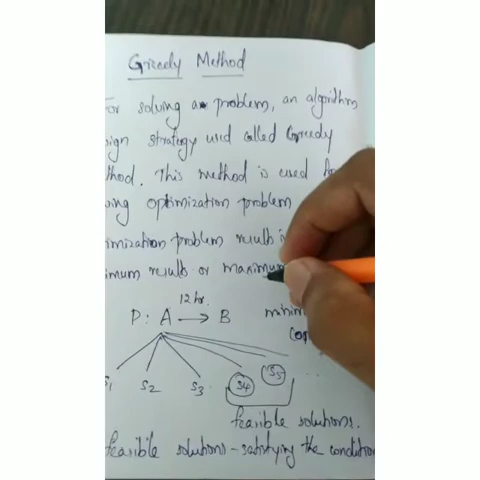 Greedy Method
For solving a problem, an algorithm
sign strategy used called Greedy
thod. This method is used fo
ving optimization problem
imization problem results i
imum results or maximum
12 hr.
P: A → B minim
S1 S2 S3 S4 S5 ...
feasible solutions.
feasible solutions - satisfying the condition